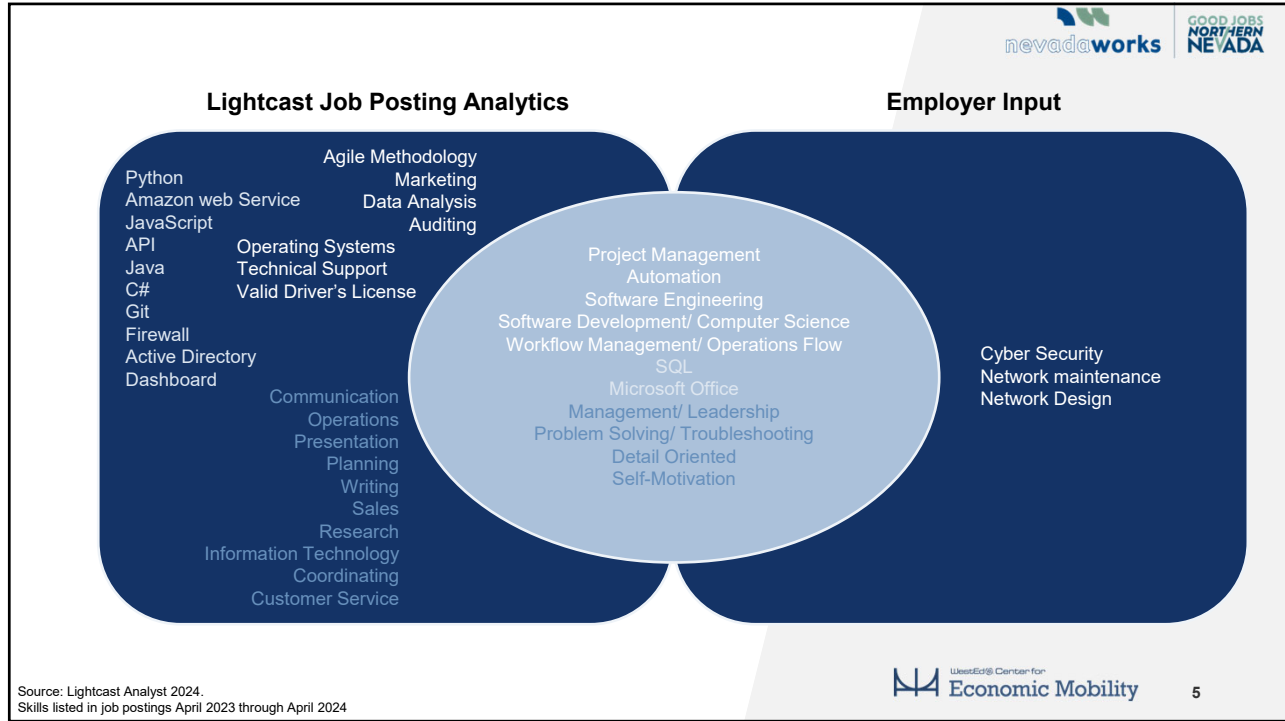 nevadaworks
GOOD JOBS
NORTHERN
NEVADA
Lightcast Job Posting Analytics
Employer Input
Agile Methodology
Marketing
Data Analysis
Auditing
Python
Amazon web Service
JavaScript
API
Java
C#
Git
Firewall
Active Directory
Dashboard
Operating Systems
Technical Support
Valid Driver's License
Communication
Operations
Presentation
Planning
Writing
Sales
Research
Information Technology
Coordinating
Customer Service
Project Management
Automation
Software Engineering
Software Development/ Computer Science
Workflow Management/ Operations Flow
SQL
Microsoft Office
Management/ Leadership
Problem Solving/ Troubleshooting
Detail Oriented
Self-Motivation
Cyber Security
Network maintenance
Network Design
Source: Lightcast Analyst 2024.
Skills listed in job postings April 2023 through April 2024
WestEd Center for
Economic Mobility
5